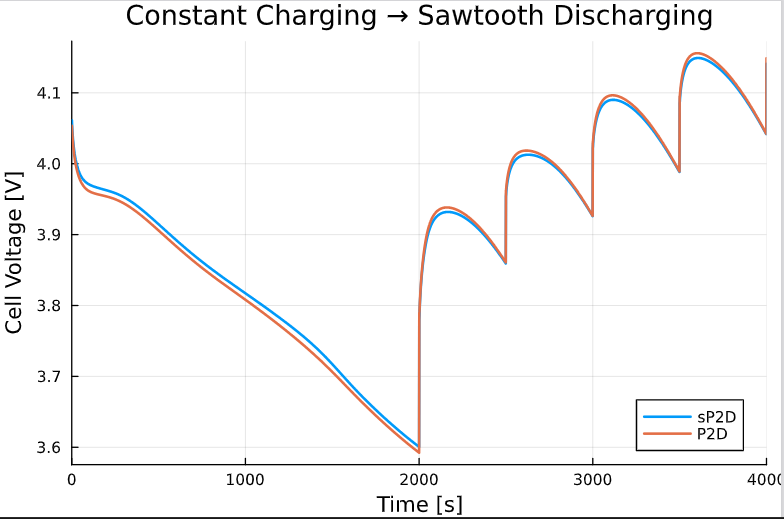 Constant Charging → Sawtooth Discharging
Cell Voltage [V]
4.1
4.0
3.9
3.8
3.7
3.6
sP2D
P2D
0 1000 2000 3000 4000
Time [s]